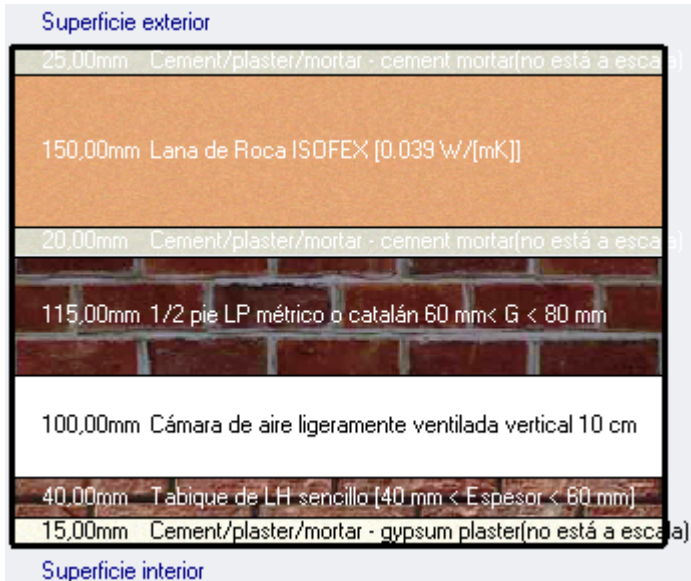 Superficie exterior
25,00mm Cement/plaster/mortar - cement mortar(no está a escala)
150,00mm Lana de Roca ISOFEX [0.039 W/[mK]]
20,00mm Cement/plaster/mortar - cement mortar(no está a escala)
115,00mm 1/2 pie LP métrico o catalán 60 mm< G < 80 mm
100,00mm Cámara de aire ligeramente ventilada vertical 10 cm
40,00mm Tabique de LH sencillo [40 mm < Espesor < 60 mm]
15,00mm Cement/plaster/mortar - gypsum plaster(no está a escala)
Superficie interior